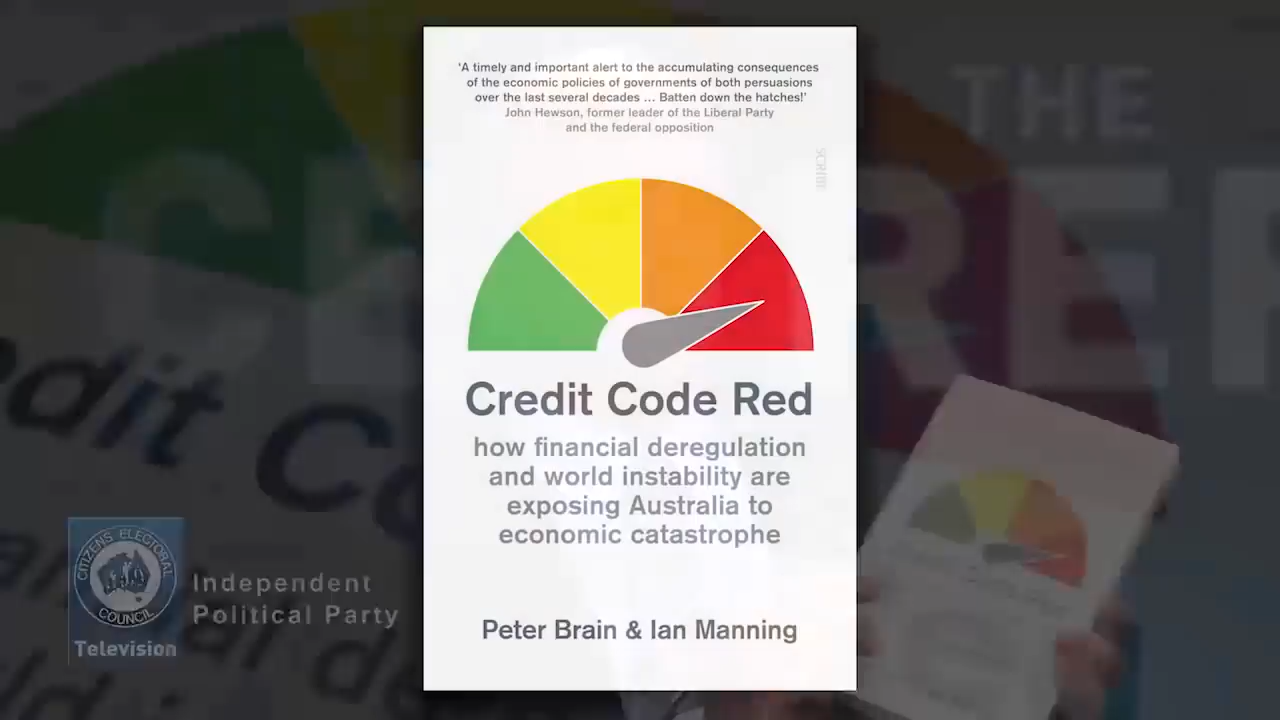 'A timely and important alert to the accumulating consequences
of the economic policies of governments of both persuasions
over the last several decades ... Batten down the hatches!'
John Hewson, former leader of the Liberal Party
and the federal opposition
SCRIBE
THE
Credit Code Red
how financial deregulation
and world instability are
exposing Australia to
economic catastrophe
Peter Brain & Ian Manning
CITIZENS ELECTORAL
COUNCIL
Television
Independent
Political Party